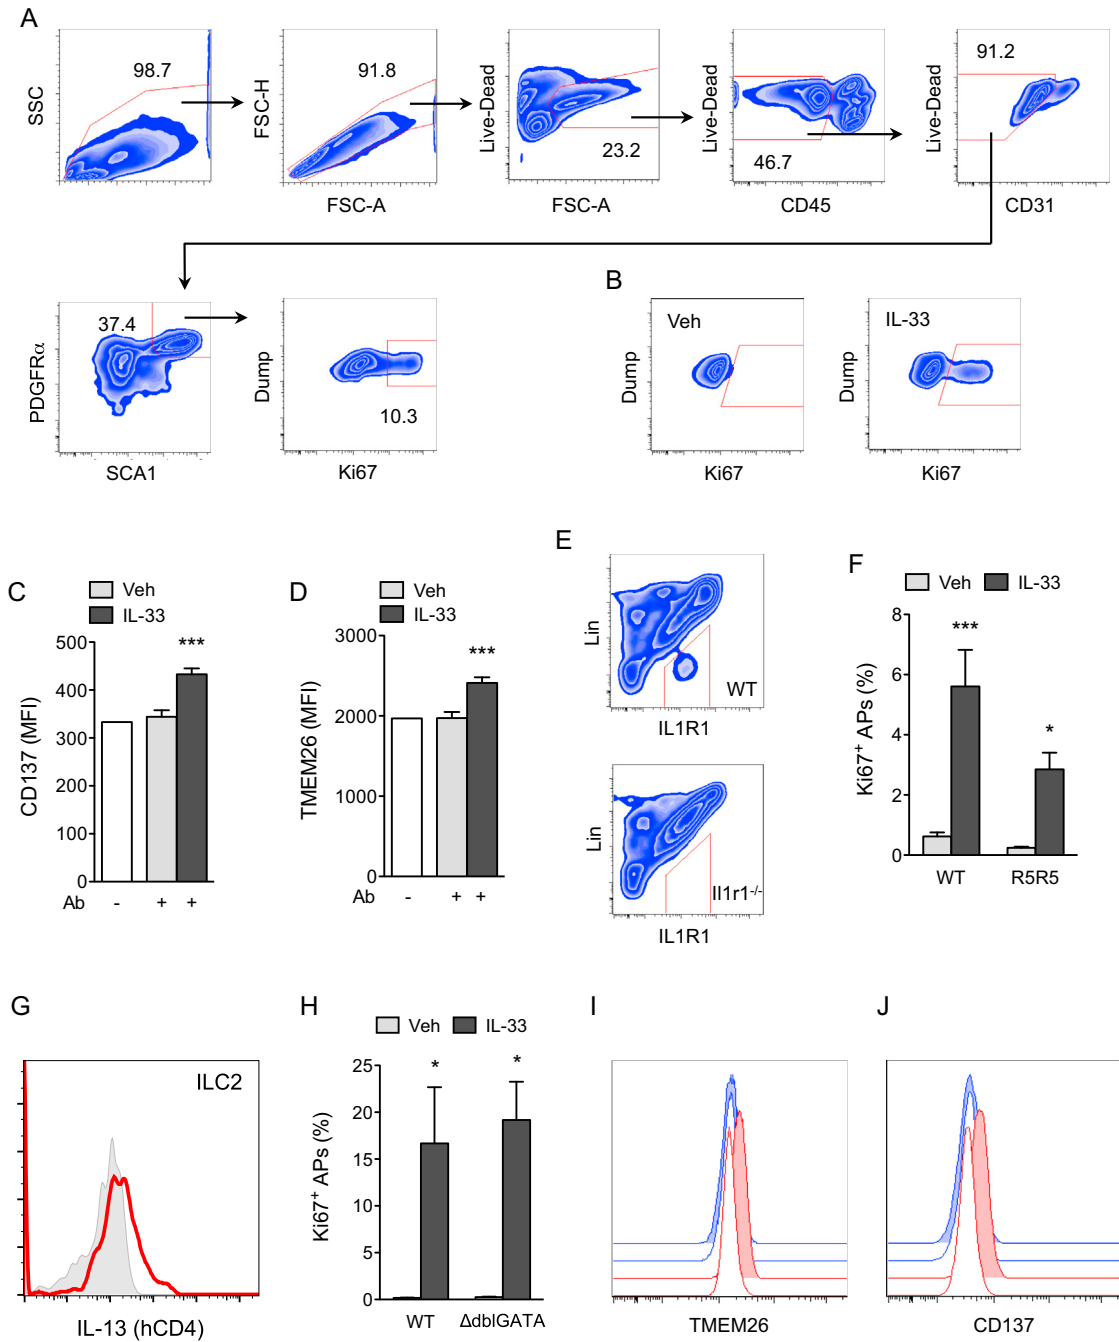 A
98.7
SSC
91.8
FSC-H
FSC-A
Live-Dead
23.2
FSC-A
Live-Dead
46.7
CD45
91.2
Live-Dead
CD31
37.4
PDGFRα
SCA1
Dump
10.3
Ki67
B
Veh
Dump
Ki67
IL-33
Dump
Ki67
C
Veh
IL-33
500
400
300
200
100
0
CD137 (MFI)
***
Ab - + +
D
Veh
IL-33
3000
2000
1000
0
TMEM26 (MFI)
***
Ab - + +
E
Lin
WT
IL1R1
Lin
Il1r1-/-
IL1R1
F
Veh IL-33
8
6
4
2
0
Ki67+ APs (%)
***
*
WT R5R5
G
ILC2
IL-13 (hCD4)
H
Veh IL-33
25
20
15
10
5
0
Ki67+ APs (%)
* *
WT ΔdblGATA
I
TMEM26
J
CD137